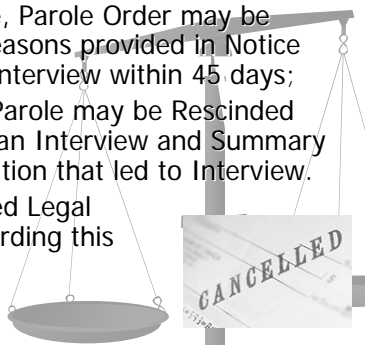 e, Parole Order may be
easons provided in Notice
nterview within 45 days;
Parole may be Rescinded
an Interview and Summary
tion that led to Interview.
ed Legal
rding this
CANCELLED